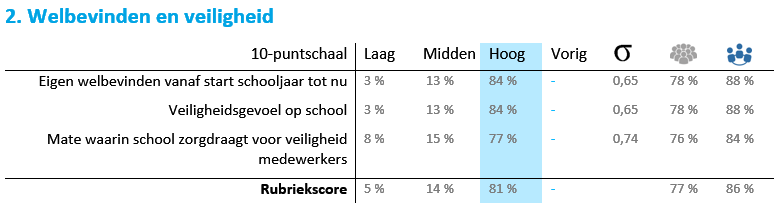 2. Welbevinden en veiligheid
10-puntschaal Laag Midden Hoog Vorig σ
Eigen welbevinden vanaf start schooljaar tot nu 3 % 13 % 84 % - 0,65 78 % 88 %
Veiligheidsgevoel op school 3 % 13 % 84 % - 0,65 78 % 88 %
Mate waarin school zorgdraagt voor veiligheid 8 % 15 % 77 % - 0,74 76 % 84 %
medewerkers
Rubriekscore 5 % 14 % 81 % - 77 % 86 %